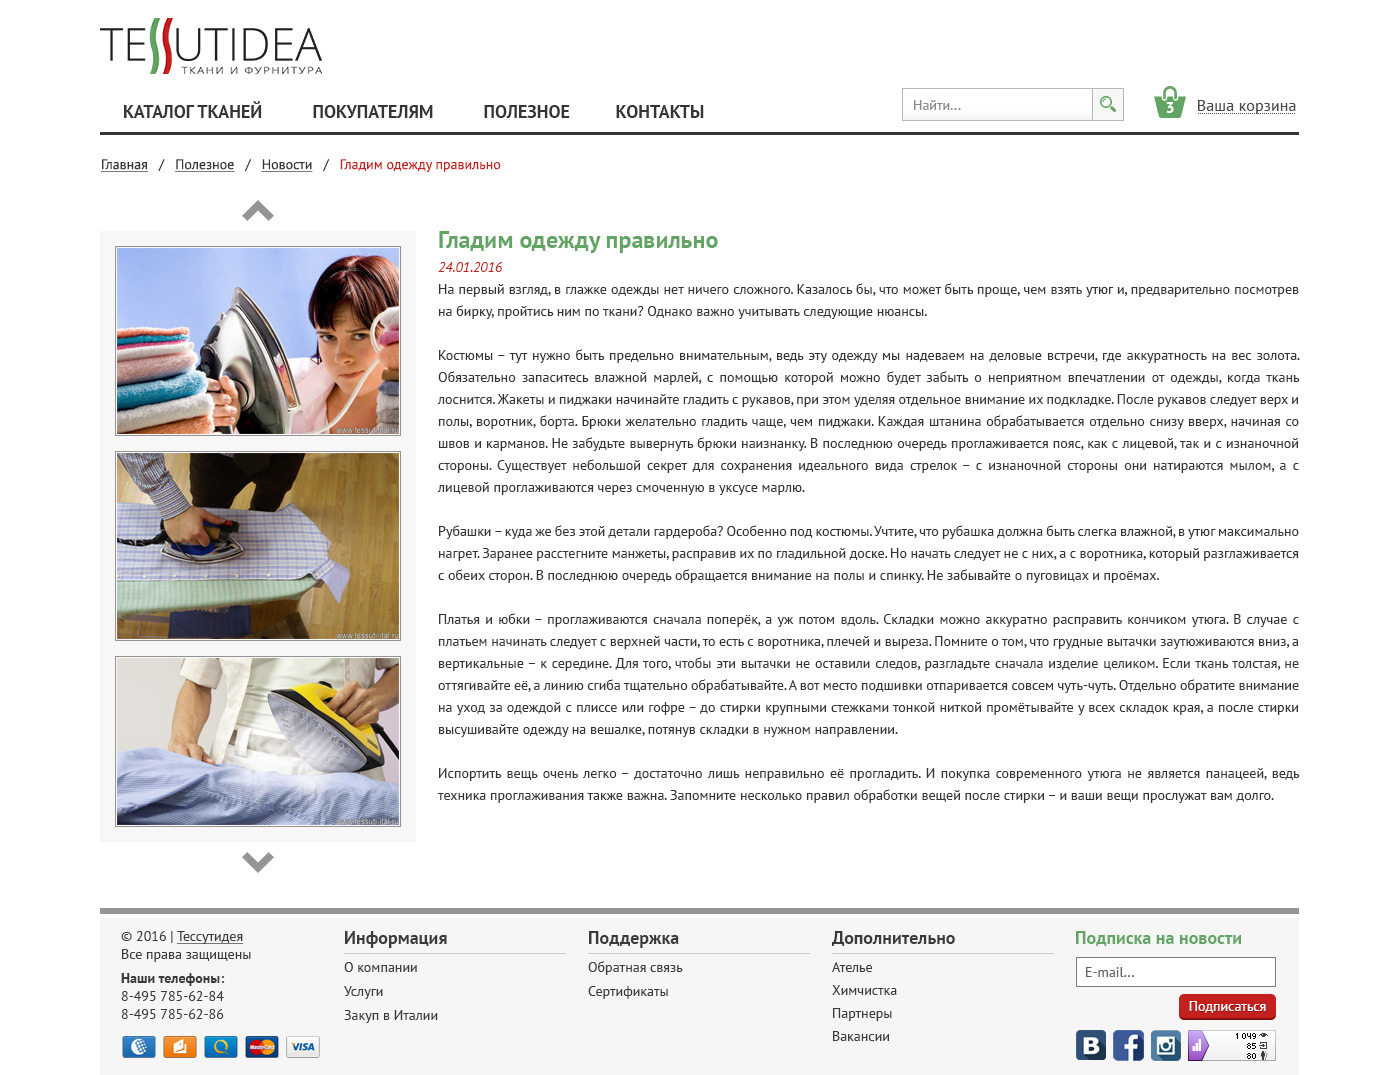 TESSUTIDEA
ТКАНИ И ФУРНИТУРА
КАТАЛОГ ТКАНЕЙ ПОКУПАТЕЛЯМ ПОЛЕЗНОЕ КОНТАКТЫ
Найти...
3
Ваша корзина
Главная / Полезное / Новости / Гладим одежду правильно
www.tessutidital.ru
www.tessutidital.ru
www.tessutidital.ru
Гладим одежду правильно
24.01.2016
На первый взгляд, в глажке одежды нет ничего сложного. Казалось бы, что может быть проще, чем взять утюг и, предварительно посмотрев
на бирку, пройтись ним по ткани? Однако важно учитывать следующие нюансы.
Костюмы – тут нужно быть предельно внимательным, ведь эту одежду мы надеваем на деловые встречи, где аккуратность на вес золота.
Обязательно запаситесь влажной марлей, с помощью которой можно будет забыть о неприятном впечатлении от одежды, когда ткань
лоснится. Жакеты и пиджаки начинайте гладить с рукавов, при этом уделяя отдельное внимание их подкладке. После рукавов следует верх и
полы, воротник, борта. Брюки желательно гладить чаще, чем пиджаки. Каждая штанина обрабатывается отдельно снизу вверх, начиная со
швов и карманов. Не забудьте вывернуть брюки наизнанку. В последнюю очередь проглаживается пояс, как с лицевой, так и с изнаночной
стороны. Существует небольшой секрет для сохранения идеального вида стрелок – с изнаночной стороны они натираются мылом, а с
лицевой проглаживаются через смоченную в уксусе марлю.
Рубашки – куда же без этой детали гардероба? Особенно под костюмы. Учтите, что рубашка должна быть слегка влажной, в утюг максимально
нагрет. Заранее расстегните манжеты, расправив их по гладильной доске. Но начать следует не с них, а с воротника, который разглаживается
с обеих сторон. В последнюю очередь обращается внимание на полы и спинку. Не забывайте о пуговицах и проёмах.
Платья и юбки – проглаживаются сначала поперёк, а уж потом вдоль. Складки можно аккуратно расправить кончиком утюга. В случае с
платьем начинать следует с верхней части, то есть с воротника, плечей и выреза. Помните о том, что грудные вытачки заутюживаются вниз, а
вертикальные – к середине. Для того, чтобы эти вытачки не оставили следов, разгладьте сначала изделие целиком. Если ткань толстая, не
оттягивайте её, а линию сгиба тщательно обрабатывайте. А вот место подшивки отпаривается совсем чуть-чуть. Отдельно обратите внимание
на уход за одеждой с плиссе или гофре – до стирки крупными стежками тонкой ниткой промётывайте у всех складок края, а после стирки
высушивайте одежду на вешалке, потянув складки в нужном направлении.
Испортить вещь очень легко – достаточно лишь неправильно её прогладить. И покупка современного утюга не является панацеей, ведь
техника проглаживания также важна. Запомните несколько правил обработки вещей после стирки – и ваши вещи прослужат вам долго.
© 2016 | Тессутидея
Все права защищены
Наши телефоны:
8-495 785-62-84
8-495 785-62-86
MasterCard
VISA
Информация
О компании
Услуги
Закуп в Италии
Поддержка
Обратная связь
Сертификаты
Дополнительно
Ателье
Химчистка
Партнеры
Вакансии
Подписка на новости
E-mail...
Подписаться
1 049
85
80